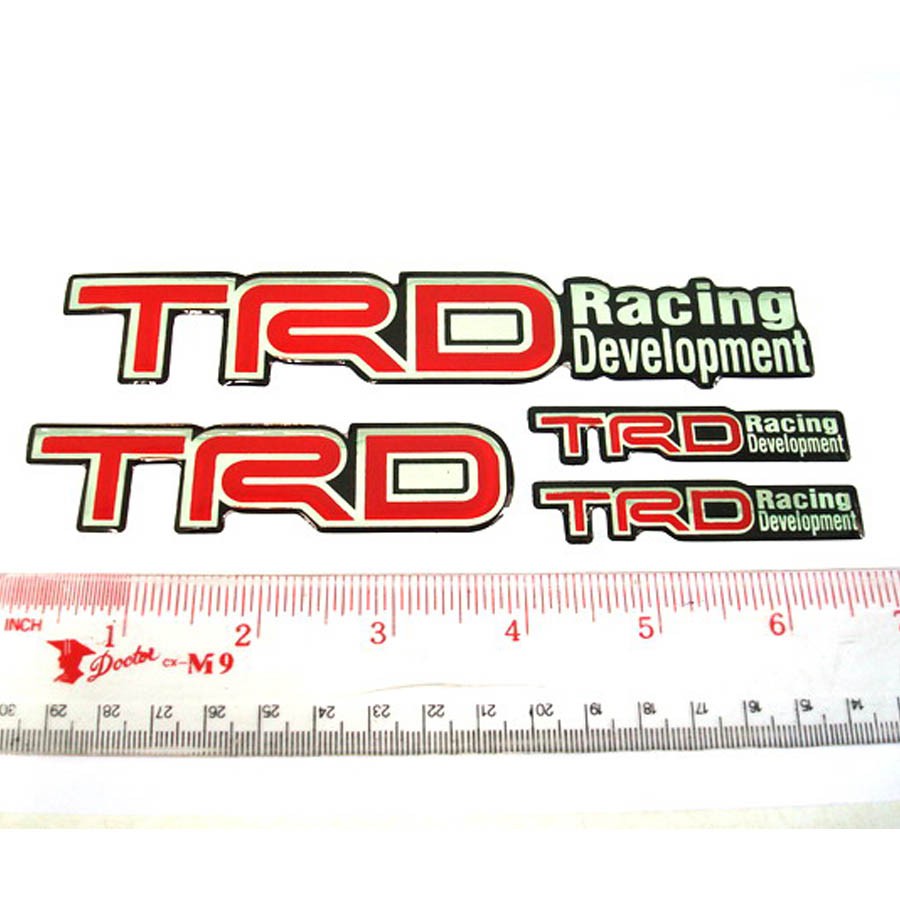 TRD Racing
Development
TRD
TRD Racing
Development
TRD Racing
Development
INCH 1 2 3 4 5 6 7
Doctor CX-M9
30 29 28 27 26 25 24 23 22 21 20 19 18 17 16 15 14